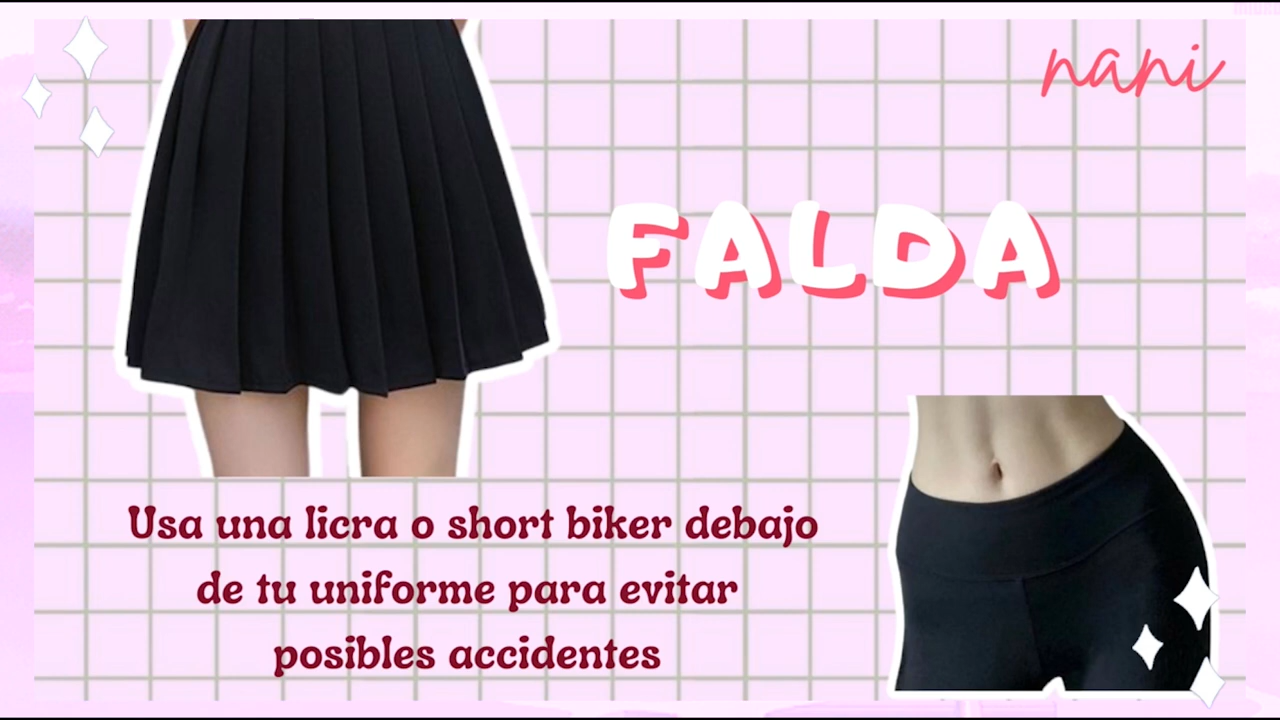 nani
FALDA
Usa una licra o short biker debajo
de tu uniforme para evitar
posibles accidentes